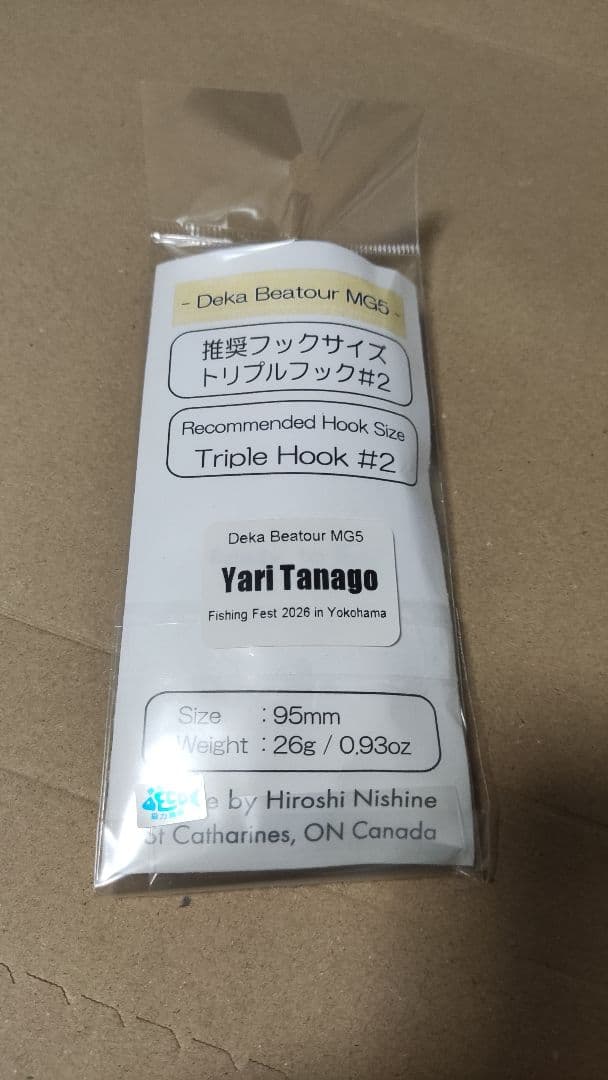 - Deka Beatour MG5 -
推奨フックサイズ
トリプルフック#2
Recommended Hook Size
Triple Hook #2
Deka Beatour MG5
Yari Tanago
Fishing Fest 2026 in Yokohama
Size : 95mm
Weight : 26g / 0.93oz
by Hiroshi Nishine
St Catharines, ON Canada